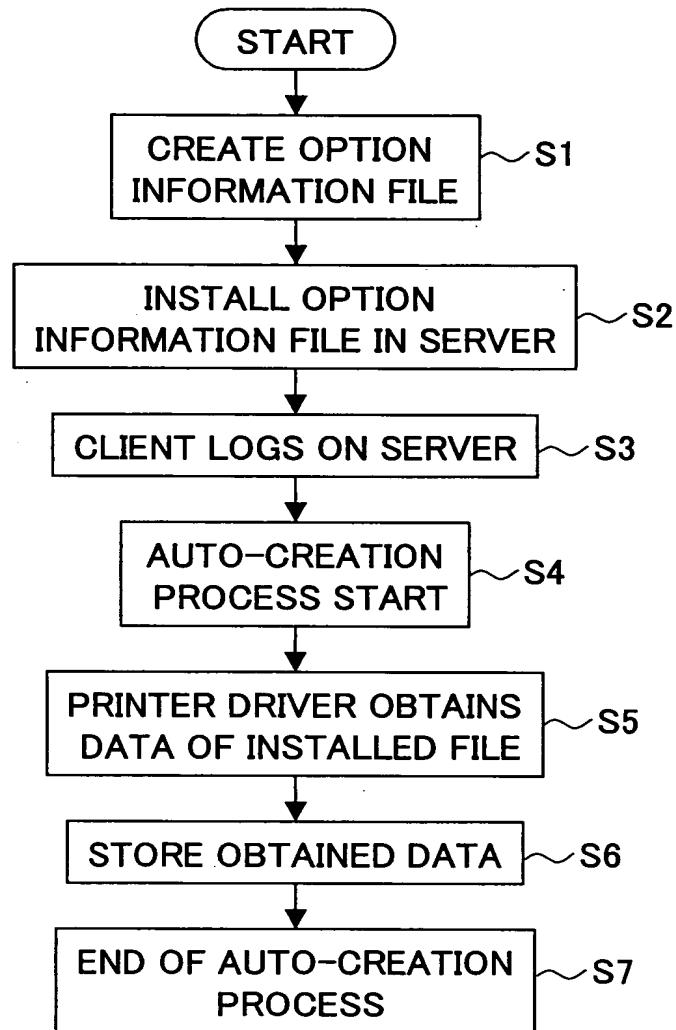 START
CREATE OPTION
INFORMATION FILE
S1
INSTALL OPTION
INFORMATION FILE IN SERVER
S2
CLIENT LOGS ON SERVER
S3
AUTO-CREATION
PROCESS START
S4
PRINTER DRIVER OBTAINS
DATA OF INSTALLED FILE
S5
STORE OBTAINED DATA
S6
END OF AUTO-CREATION
PROCESS
S7